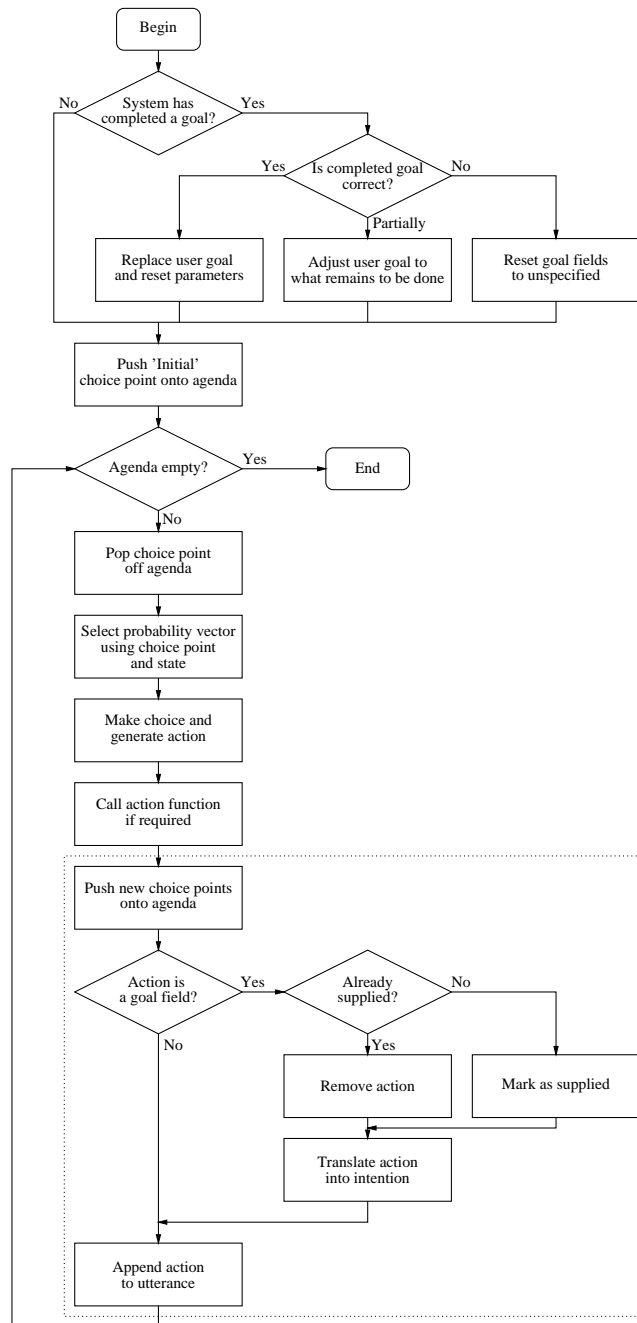 Begin
System has
completed a goal?
No
Yes
Is completed goal
correct?
Yes
No
Partially
Replace user goal
and reset parameters
Adjust user goal to
what remains to be done
Reset goal fields
to unspecified
Push ’Initial’
choice point onto agenda
Agenda empty?
Yes
End
No
Pop choice point
off agenda
Select probability vector
using choice point
and state
Make choice and
generate action
Call action function
if required
Push new choice points
onto agenda
Action is
a goal field?
Yes
Already
supplied?
No
No
Yes
Remove action
Mark as supplied
Translate action
into intention
Append action
to utterance